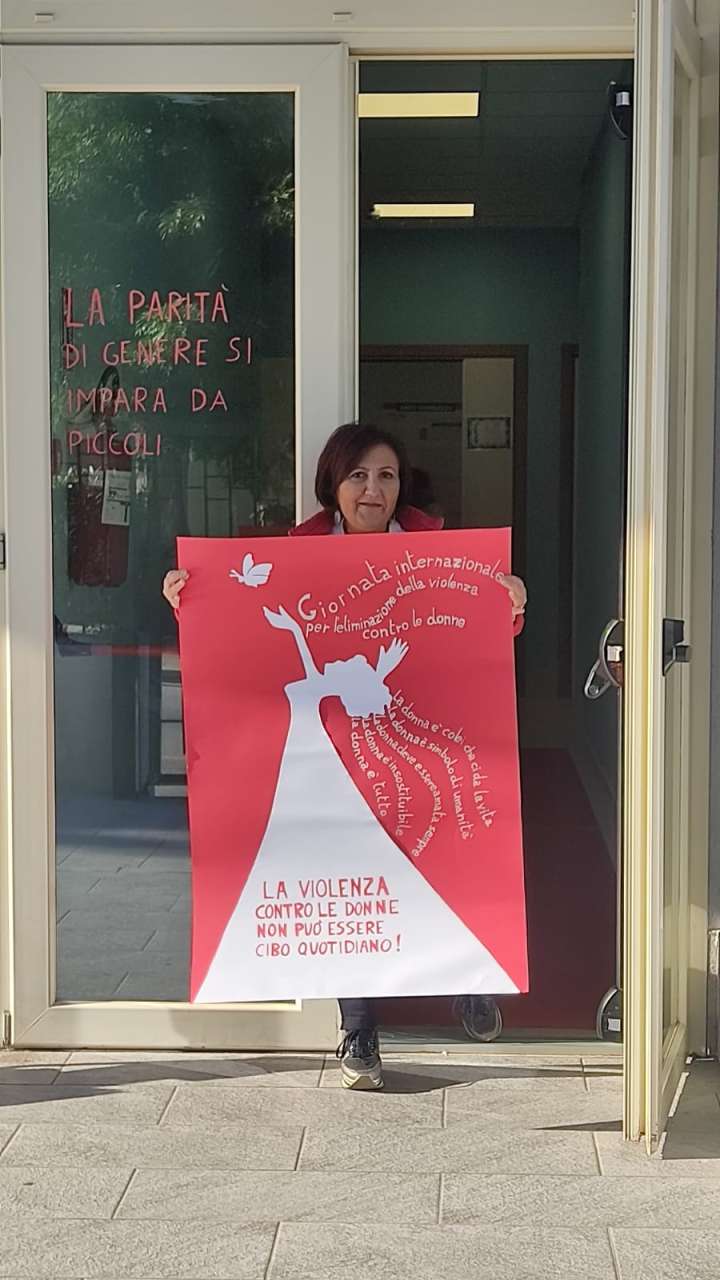 LA PARITÀ
DI GENERE SI
IMPARA DA
PICCOLI
Giornata internazionale
per l'eliminazione della violenza
contro le donne
la donna e' colei che ci da la vita
la donna è simbolo di umanità
la donna deve essere amata sempre
la donna è insostituibile
la donna è tutto
LA VIOLENZA
CONTRO LE DONNE
NON PUO' ESSERE
CIBO QUOTIDIANO!